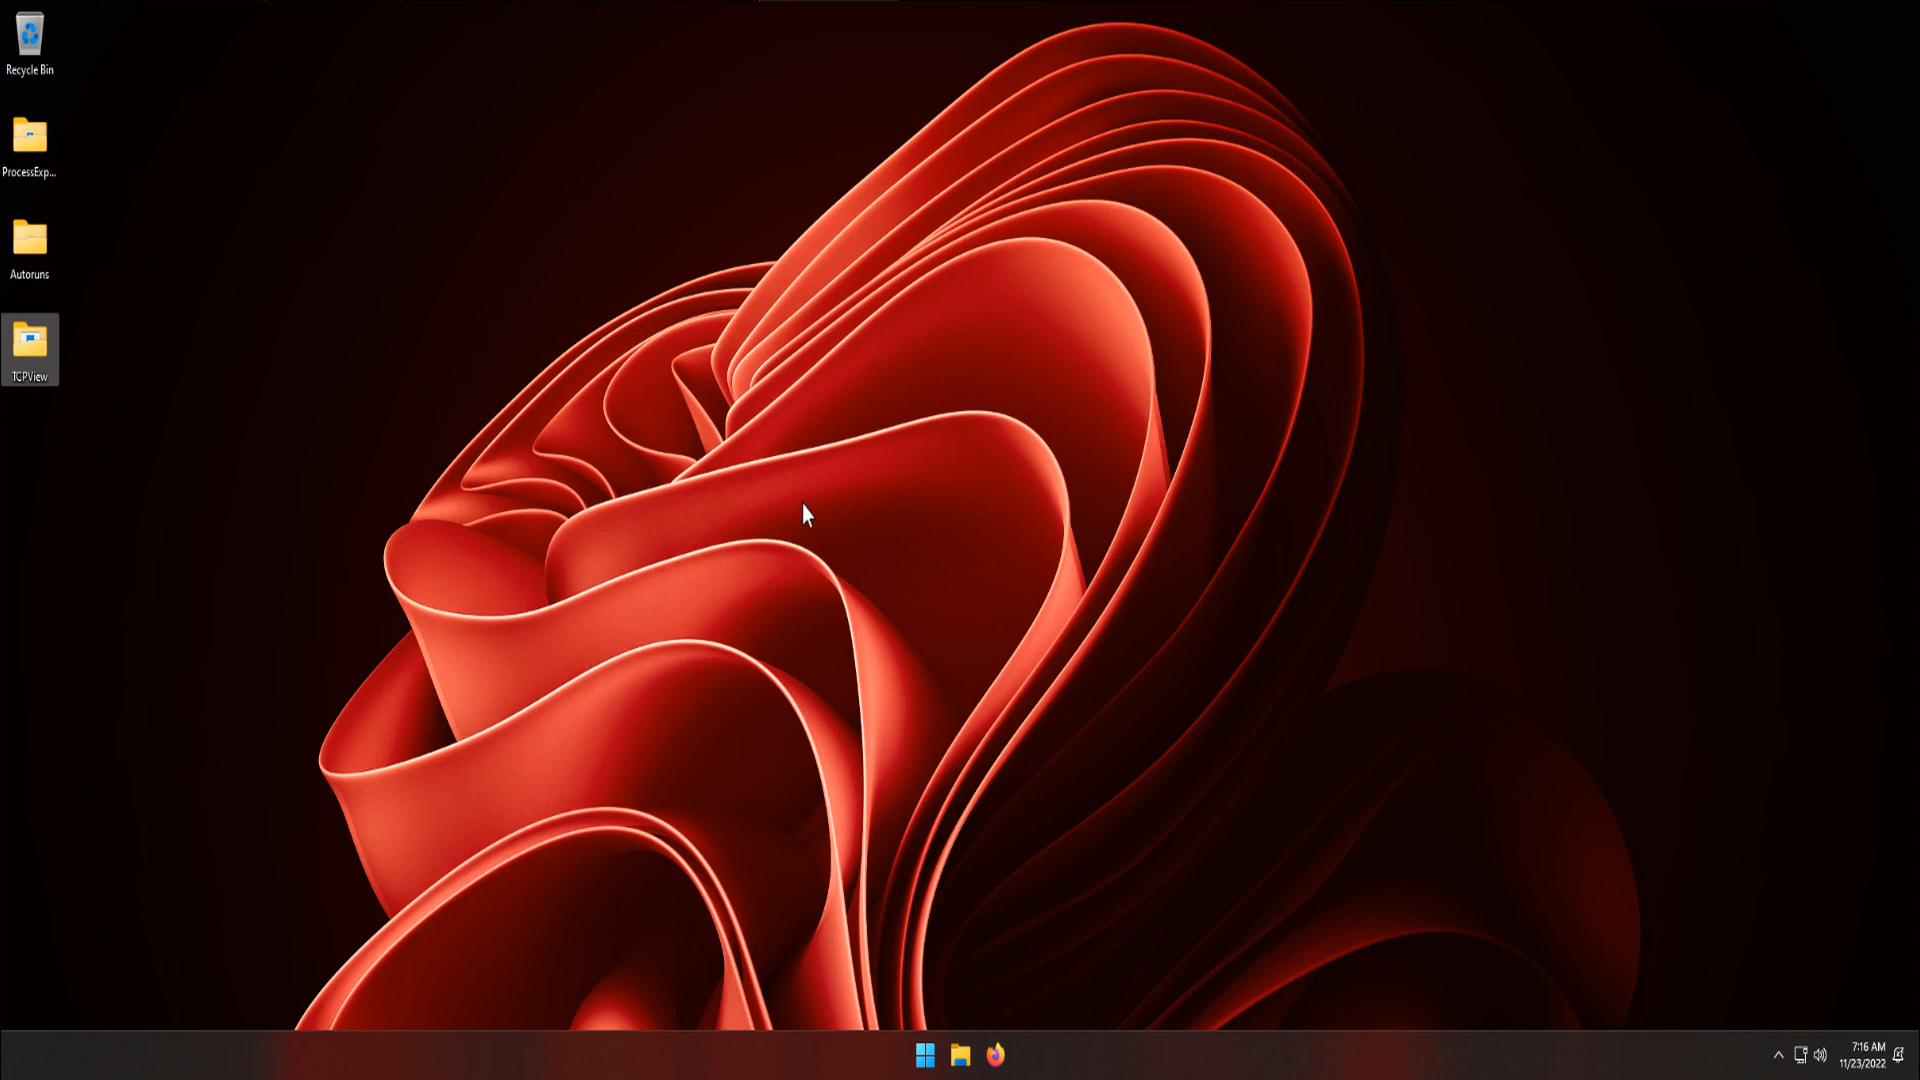 Recycle Bin
ProcessExp...
Autoruns
TCPView
7:16 AM
11/23/2022